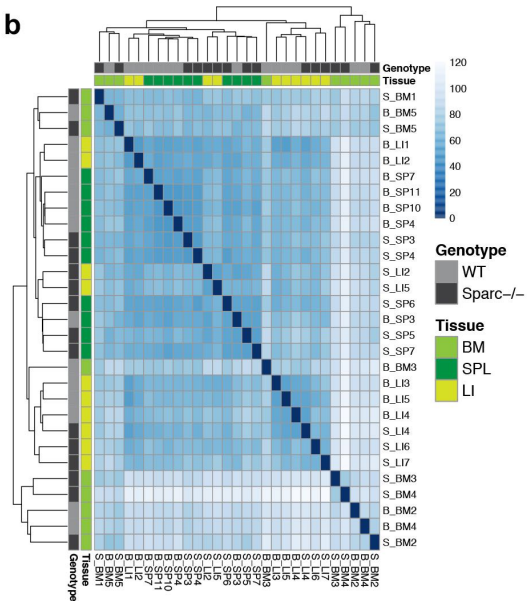 b
Genotype
Tissue
120
100
80
60
40
20
0
S_BM1
B_BM5
S_BM5
B_LI1
B_LI2
B_SP7
B_SP11
B_SP10
B_SP4
S_SP3
S_SP4
S_LI2
S_LI5
S_SP6
B_SP3
S_SP5
S_SP7
B_BM3
B_LI3
B_LI5
B_LI4
S_LI4
S_LI6
S_LI7
S_BM3
S_BM4
B_BM2
B_BM4
S_BM2
Genotype
WT
Sparc–/–
Tissue
BM
SPL
LI
Genotype
Tissue
S_BM1
B_BM5
S_BM5
B_LI1
B_LI2
B_SP7
B_SP11
B_SP10
B_SP4
S_SP3
S_SP4
S_LI2
S_LI5
S_SP6
B_SP3
S_SP5
S_SP7
B_BM3
B_LI3
B_LI5
B_LI4
S_LI4
S_LI6
S_LI7
S_BM3
S_BM4
B_BM2
B_BM4
S_BM2